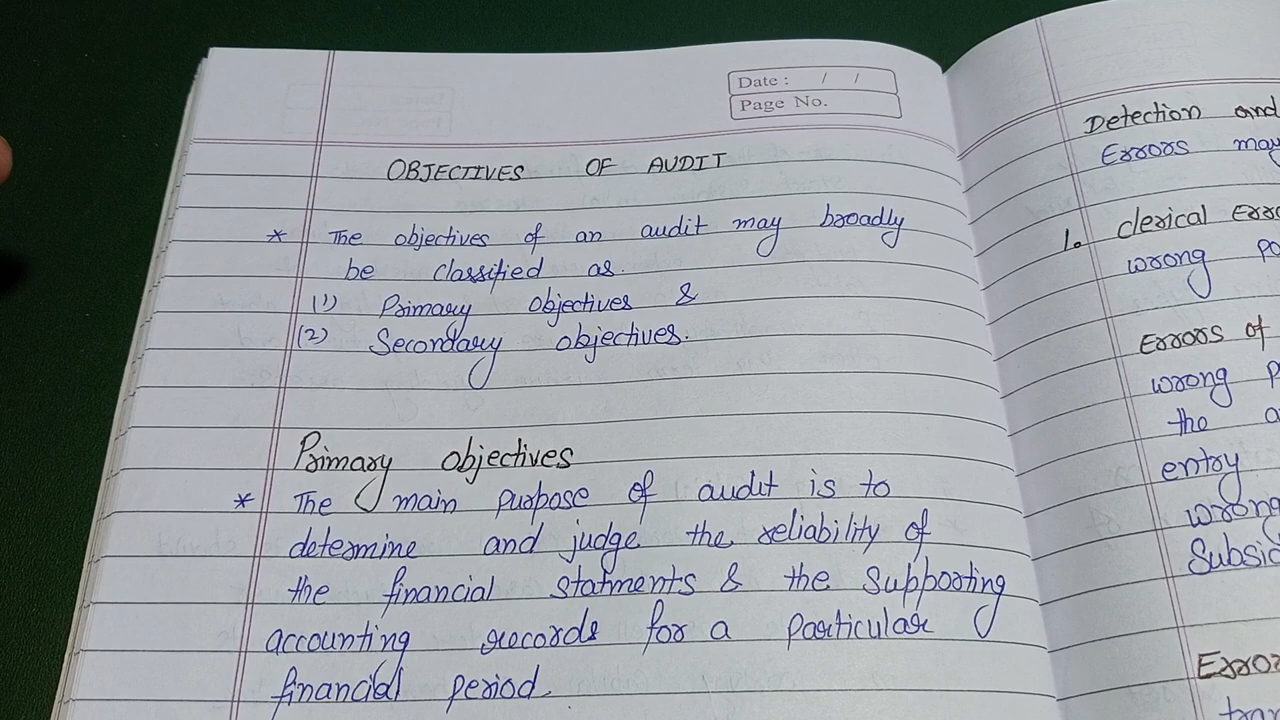 Date : / /
Page No.
OBJECTIVES OF AUDIT
* The objectives of an audit may broadly
be classified as.
(1) Primary objectives &
(2) Secondary objectives.
Primary objectives
* The main purpose of audit is to
determine and judge the reliability of
the financial statments & the Supporting
accounting records for a particular
financial period.
Detection and
Errors may
1. clerical
wrong
Errors of
wrong
the
entry
wrong